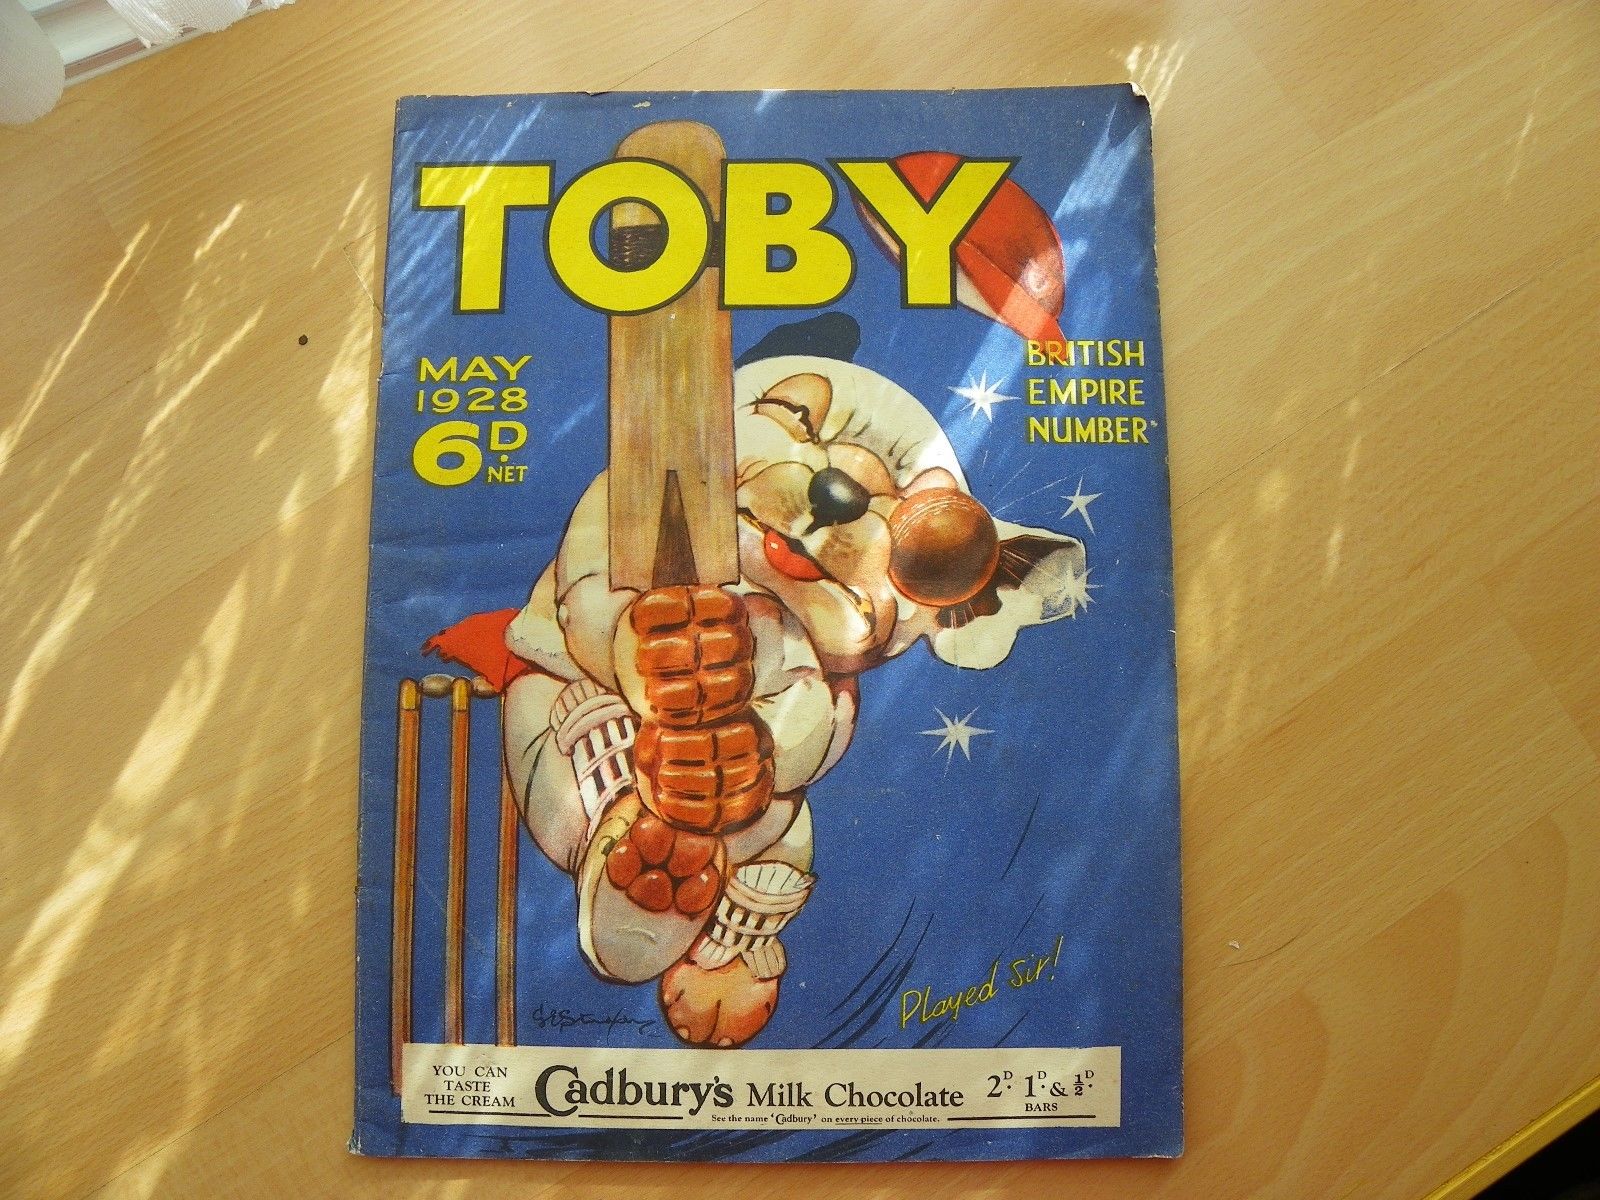 TOBY
MAY
1928
6D. NET
BRITISH
EMPIRE
NUMBER
Played Sir!
YOU CAN
TASTE
THE CREAM
Cadbury's Milk Chocolate
2D. 1D. & ½D.
BARS
See the name 'Cadbury' on every piece of chocolate.